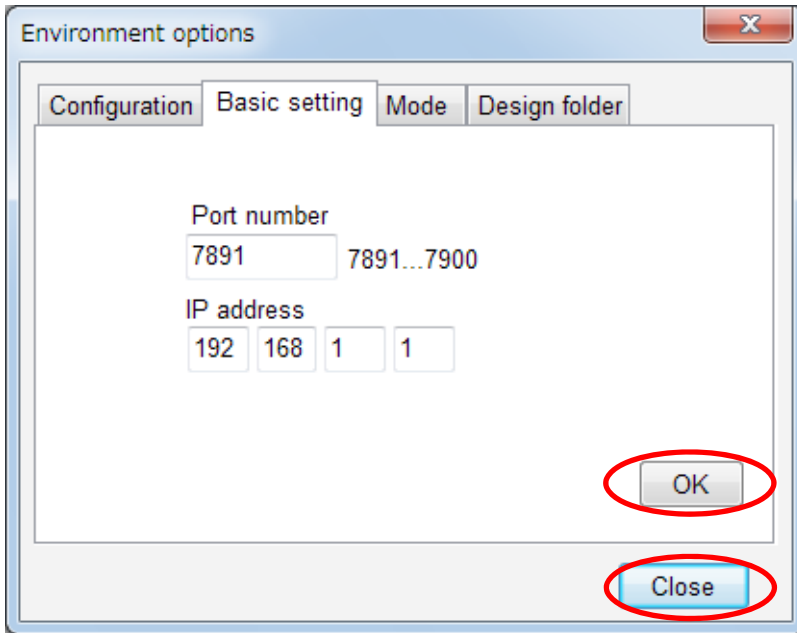 Environment options
Configuration Basic setting Mode Design folder
Port number
7891 7891...7900
IP address
192 168 1 1
OK
Close